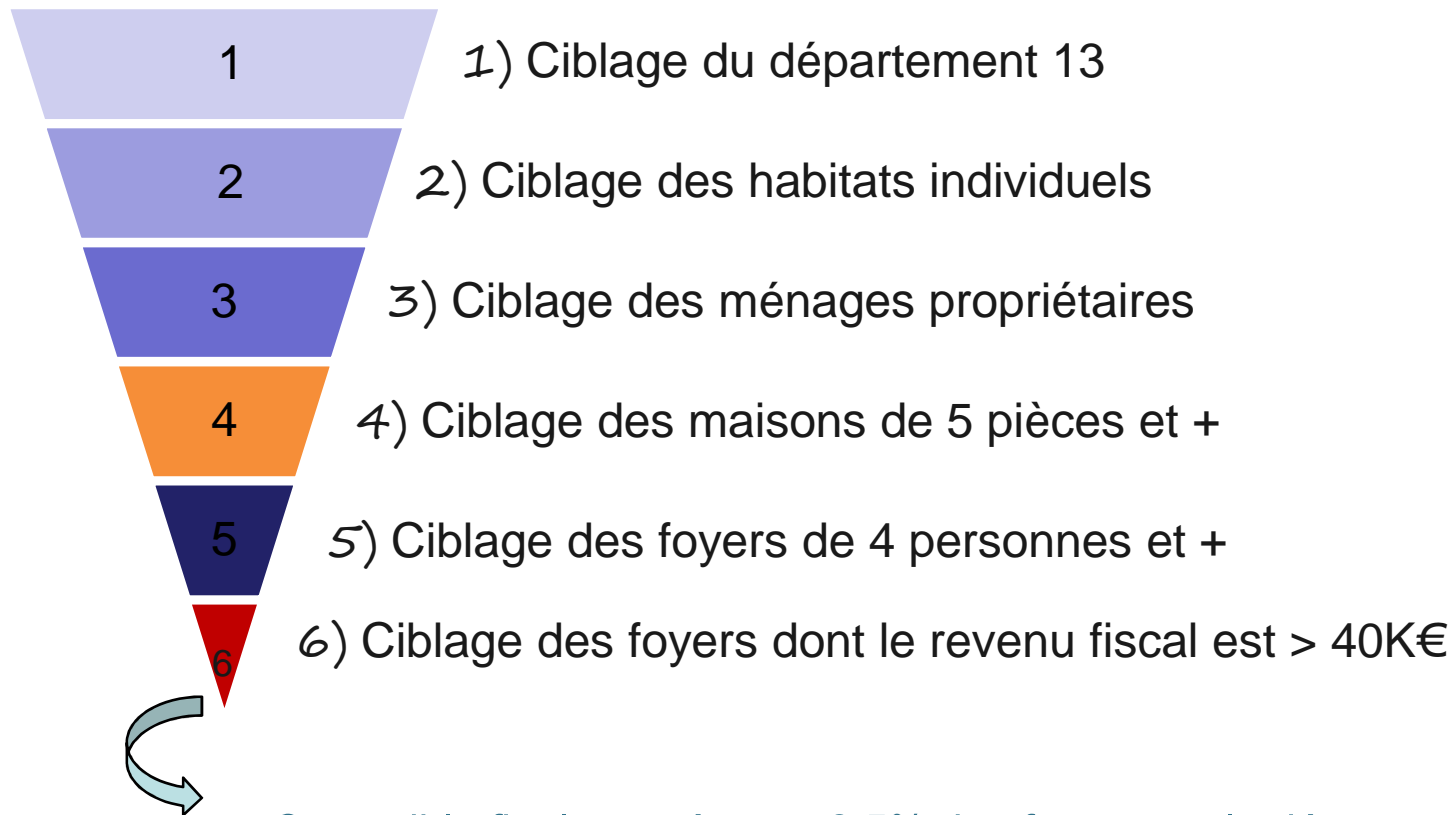 1
1) Ciblage du département 13
2
2) Ciblage des habitats individuels
3
3) Ciblage des ménages propriétaires
4
4) Ciblage des maisons de 5 pièces et +
5
5) Ciblage des foyers de 4 personnes et +
6
6) Ciblage des foyers dont le revenu fiscal est > 40K€